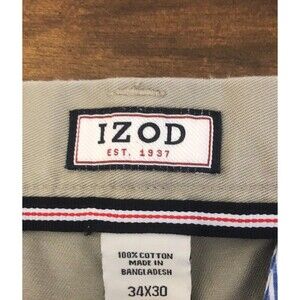 IZOD
EST. 1937
100% COTTON
MADE IN
BANGLADESH
34X30